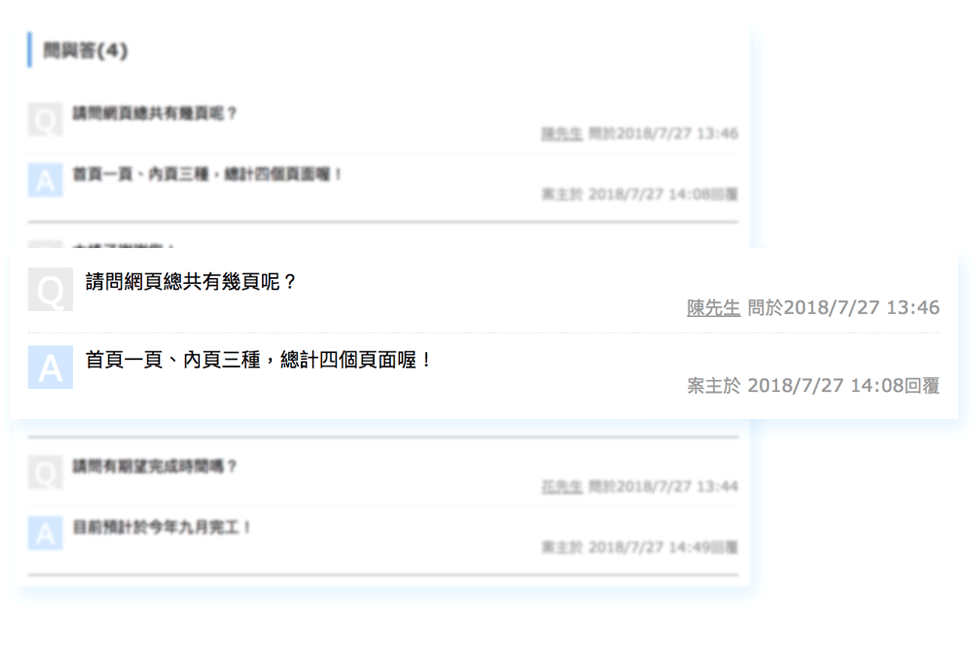 問與答(4)
Q 請問網頁總共有幾頁呢？
陳先生 問於2018/7/27 13:46
A 首頁一頁、內頁三種，總計四個頁面喔！
案主於 2018/7/27 14:08回覆
Q 請問網頁總共有幾頁呢？
陳先生 問於2018/7/27 13:46
A 首頁一頁、內頁三種，總計四個頁面喔！
案主於 2018/7/27 14:08回覆
Q 請問有期望完成時間嗎？
花先生 問於2018/7/27 13:44
A 目前預計於今年九月完工！
案主於 2018/7/27 14:49回覆